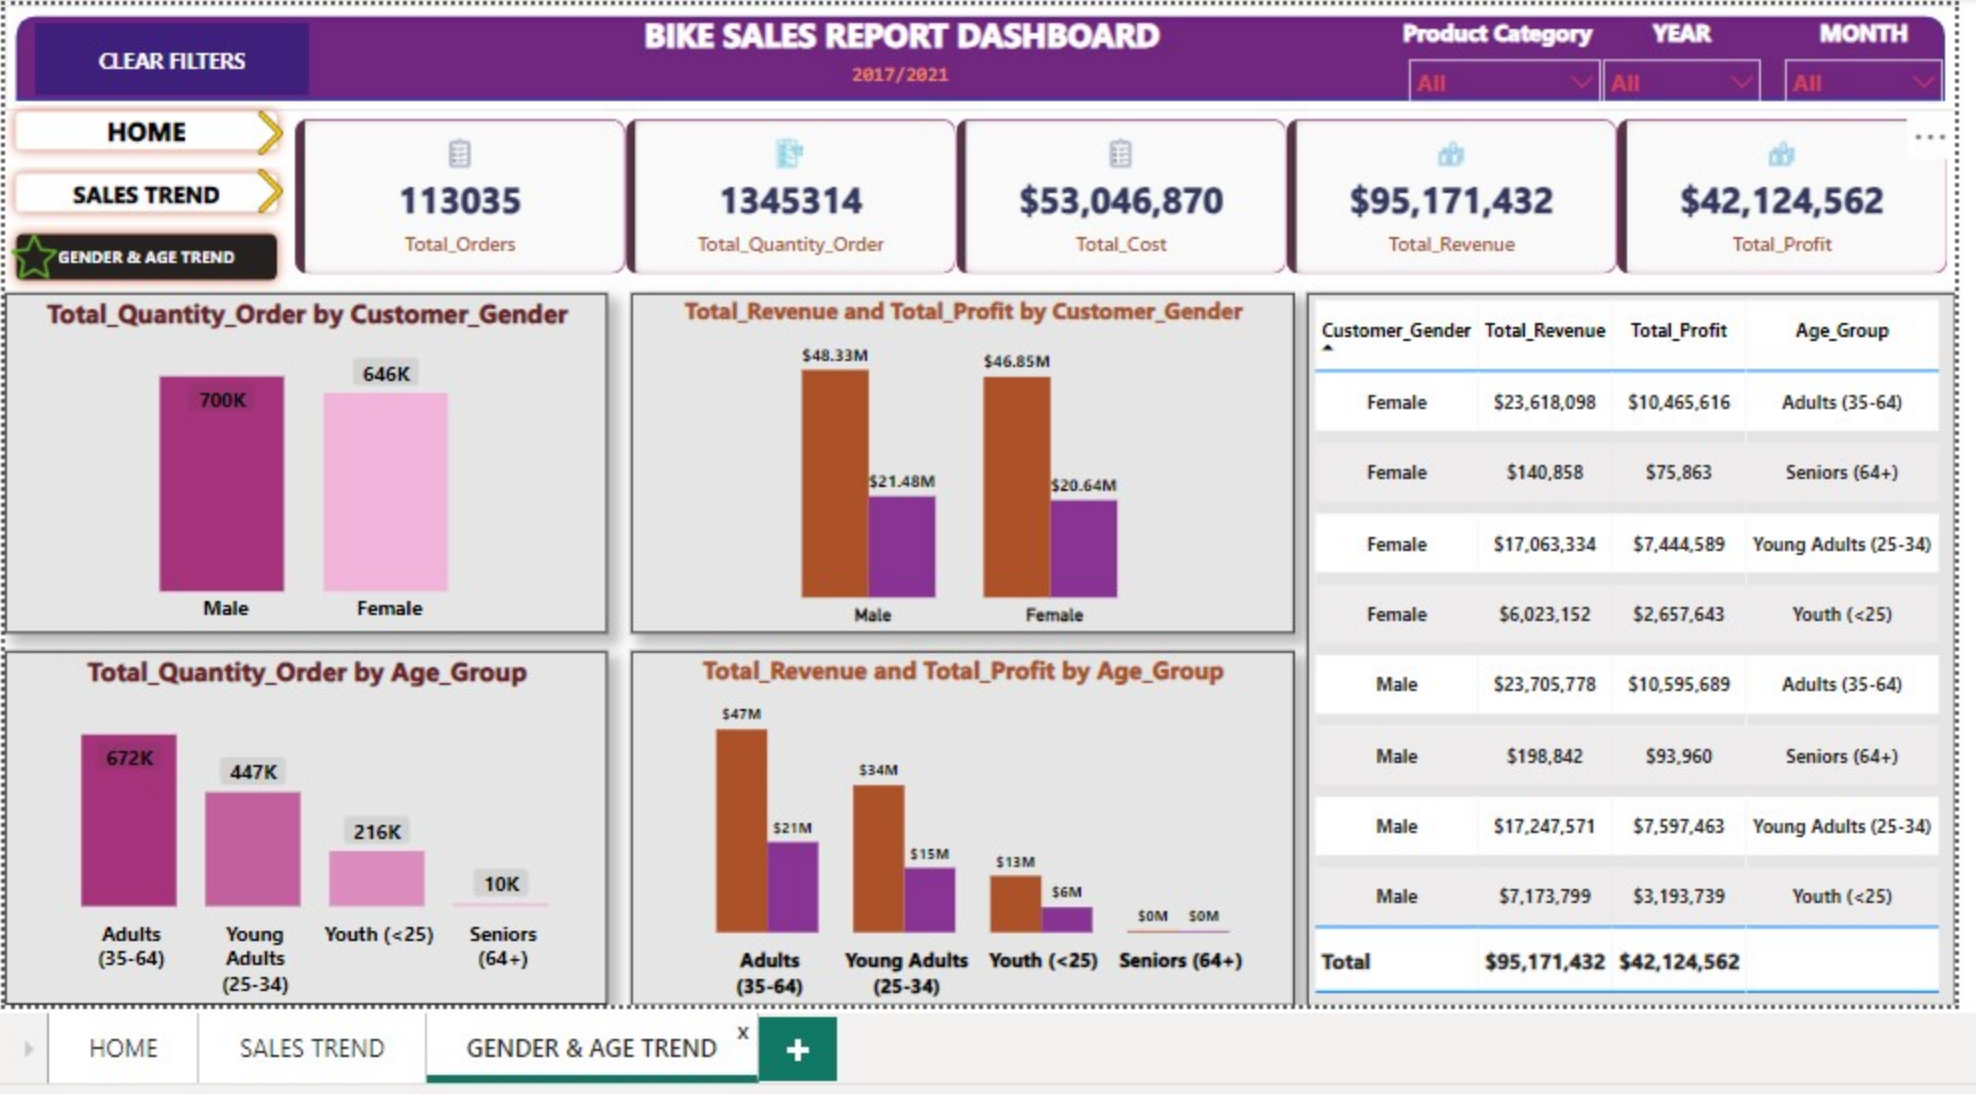 CLEAR FILTERS
BIKE SALES REPORT DASHBOARD
2017/2021
Product Category YEAR MONTH
All All All
HOME
SALES TREND
GENDER & AGE TREND
113035
Total_Orders
1345314
Total_Quantity_Order
$53,046,870
Total_Cost
$95,171,432
Total_Revenue
$42,124,562
Total_Profit
Total_Quantity_Order by Customer_Gender
700K
646K
Male Female
Total_Revenue and Total_Profit by Customer_Gender
$48.33M
$21.48M
$46.85M
$20.64M
Male Female
Total_Quantity_Order by Age_Group
672K
447K
216K
10K
Adults
(35-64)
Young
Adults
(25-34)
Youth (<25)
Seniors
(64+)
Total_Revenue and Total_Profit by Age_Group
$47M
$21M
$34M
$15M
$13M
$6M
$0M $0M
Adults
(35-64)
Young Adults
(25-34)
Youth (<25)
Seniors (64+)
Customer_Gender Total_Revenue Total_Profit Age_Group
Female $23,618,098 $10,465,616 Adults (35-64)
Female $140,858 $75,863 Seniors (64+)
Female $17,063,334 $7,444,589 Young Adults (25-34)
Female $6,023,152 $2,657,643 Youth (<25)
Male $23,705,778 $10,595,689 Adults (35-64)
Male $198,842 $93,960 Seniors (64+)
Male $17,247,571 $7,597,463 Young Adults (25-34)
Male $7,173,799 $3,193,739 Youth (<25)
Total $95,171,432 $42,124,562
HOME SALES TREND GENDER & AGE TREND x +